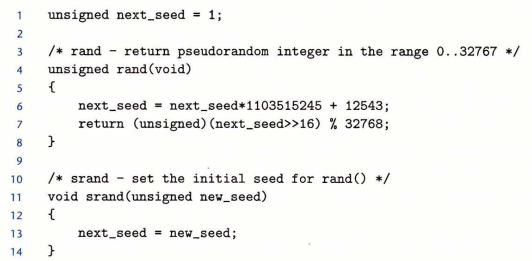 1 unsigned next_seed = 1;
2
3 /* rand - return pseudorandom integer in the range 0..32767 */
4 unsigned rand(void)
5 {
6 next_seed = next_seed*1103515245 + 12543;
7 return (unsigned)(next_seed>>16) % 32768;
8 }
9
10 /* srand - set the initial seed for rand() */
11 void srand(unsigned new_seed)
12 {
13 next_seed = new_seed;
14 }